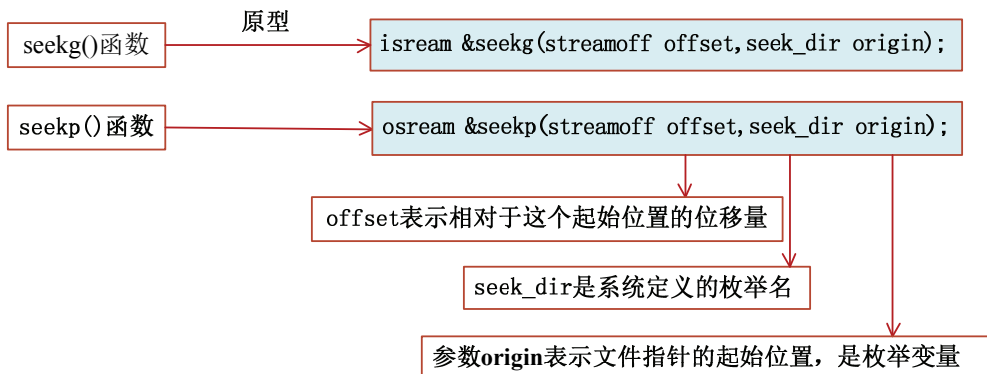 原型
seekg()函数
isream &seekg(streamoff offset,seek_dir origin);
seekp()函数
osream &seekp(streamoff offset,seek_dir origin);
offset表示相对于这个起始位置的位移量
seek_dir是系统定义的枚举名
参数origin表示文件指针的起始位置，是枚举变量